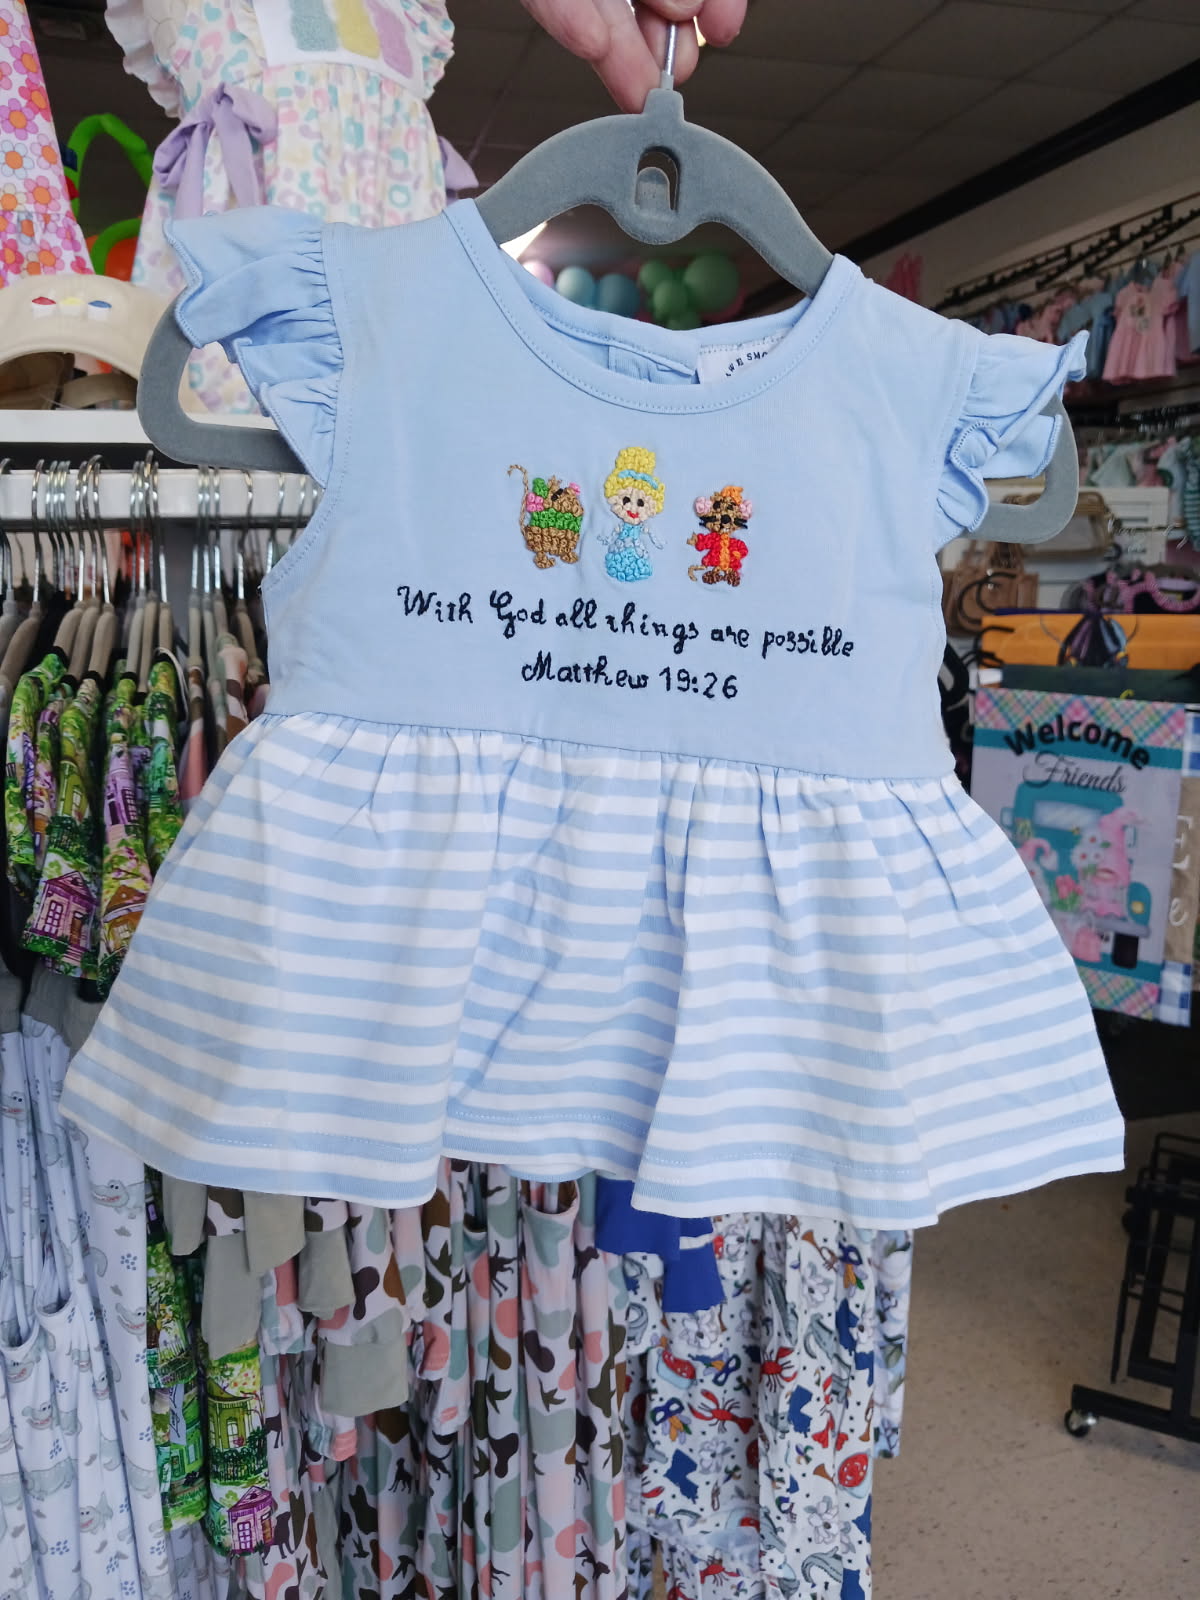 With God all things are possible
Matthew 19:26
Welcome
Friends